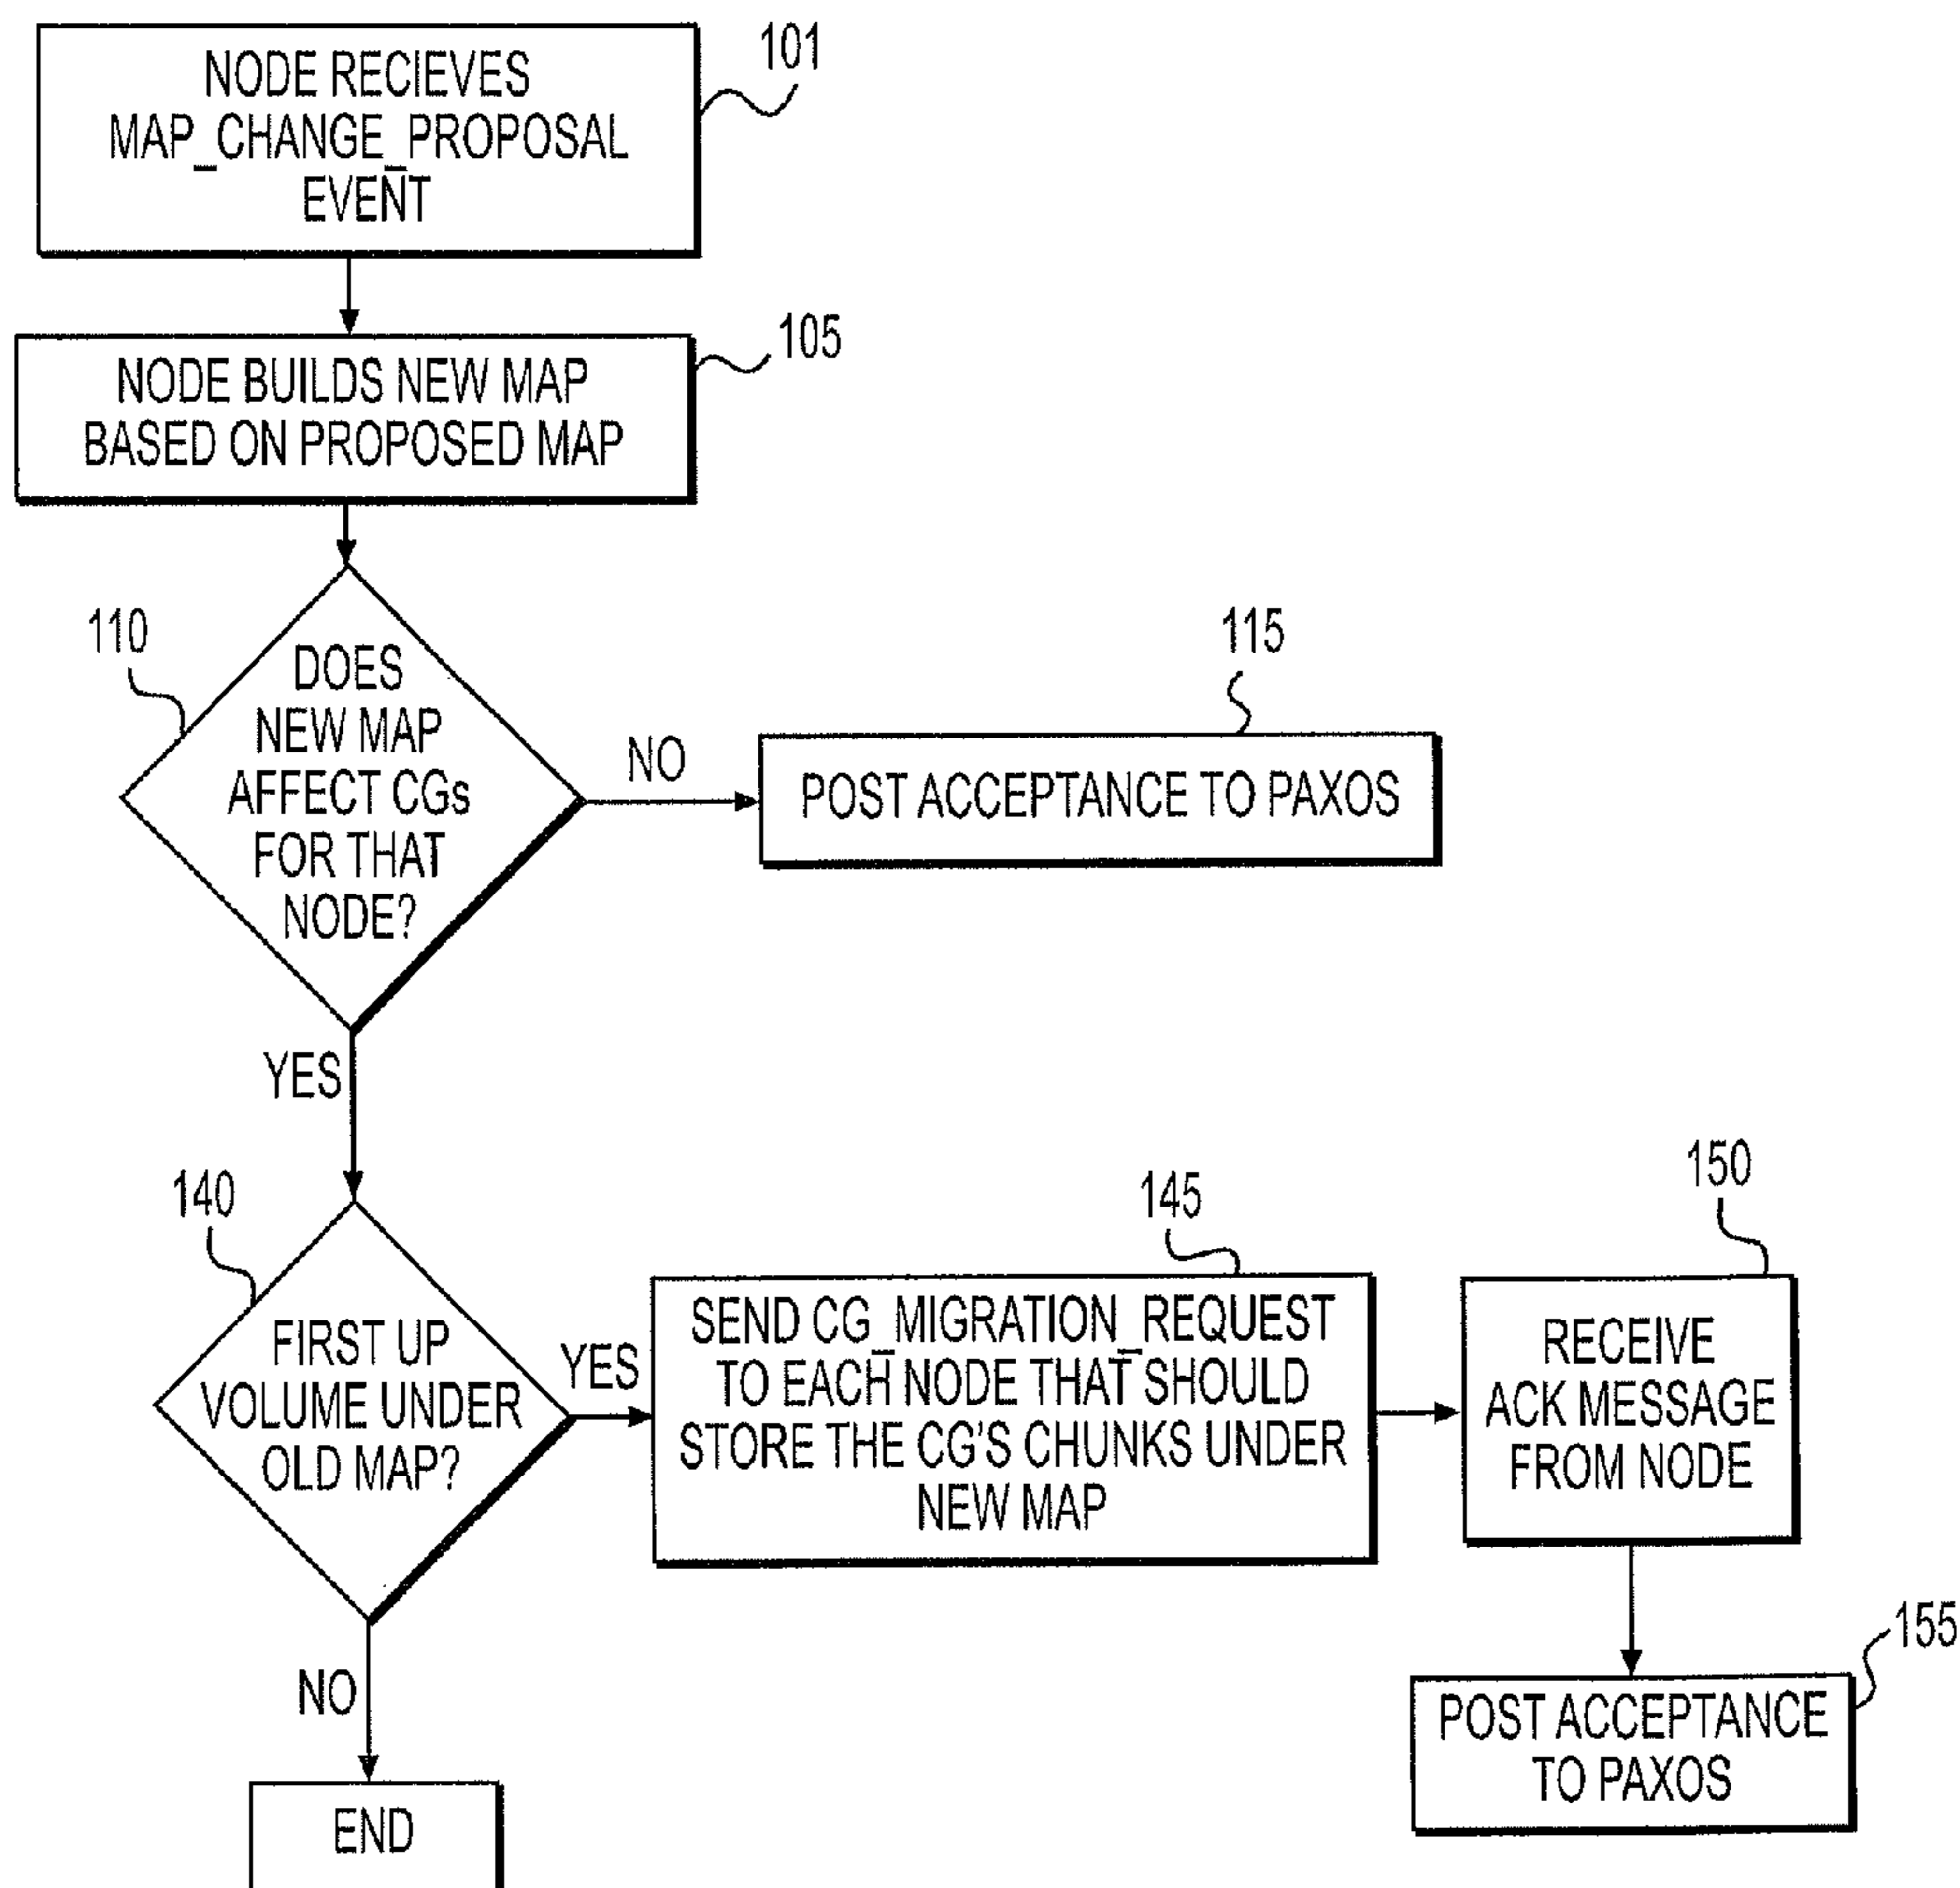 NODE RECIEVES
MAP_CHANGE_PROPOSAL
EVENT
101
NODE BUILDS NEW MAP
BASED ON PROPOSED MAP
105
110
DOES
NEW MAP
AFFECT CGs
FOR THAT
NODE?
NO
115
POST ACCEPTANCE TO PAXOS
YES
140
FIRST UP
VOLUME UNDER
OLD MAP?
YES
145
SEND CG_MIGRATION_REQUEST
TO EACH NODE THAT SHOULD
STORE THE CG'S CHUNKS UNDER
NEW MAP
150
RECEIVE
ACK MESSAGE
FROM NODE
155
POST ACCEPTANCE
TO PAXOS
NO
END